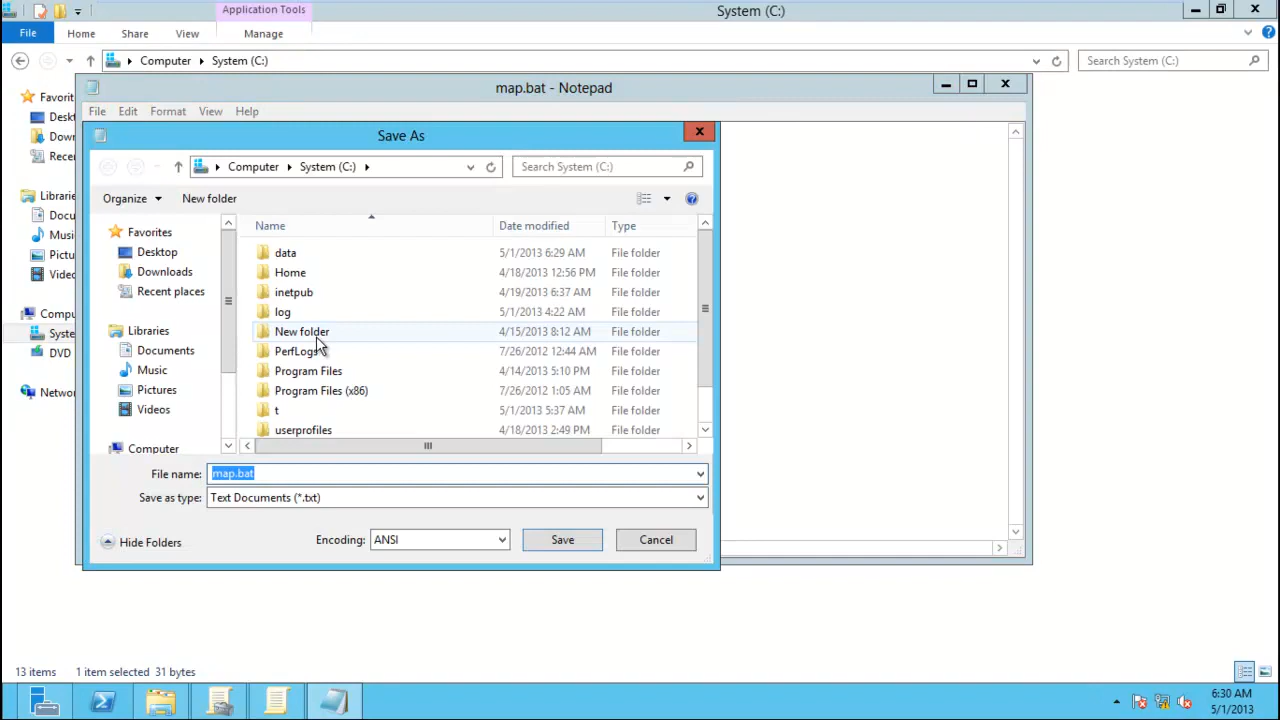 Application Tools
System (C:)
File Home Share View Manage
Computer System (C:) Search System (C:)
Favorit
Deskt
Down
Rece
Librarie
Docu
Music
Pictu
Video
Compu
Syste
DVD
Networ
map.bat - Notepad
File Edit Format View Help
Save As
Computer System (C:) Search System (C:)
Organize New folder
Favorites
Desktop
Downloads
Recent places
Libraries
Documents
Music
Pictures
Videos
Computer
Name Date modified Type
data 5/1/2013 6:29 AM File folder
Home 4/18/2013 12:56 PM File folder
inetpub 4/19/2013 6:37 AM File folder
log 5/1/2013 4:22 AM File folder
New folder 4/15/2013 8:12 AM File folder
PerfLogs 7/26/2012 12:44 AM File folder
Program Files 4/14/2013 5:10 PM File folder
Program Files (x86) 7/26/2012 1:05 AM File folder
t 5/1/2013 5:37 AM File folder
userprofiles 4/18/2013 2:49 PM File folder
File name: map.bat
Save as type: Text Documents (*.txt)
Hide Folders Encoding: ANSI Save Cancel
13 items 1 item selected 31 bytes
6:30 AM
5/1/2013